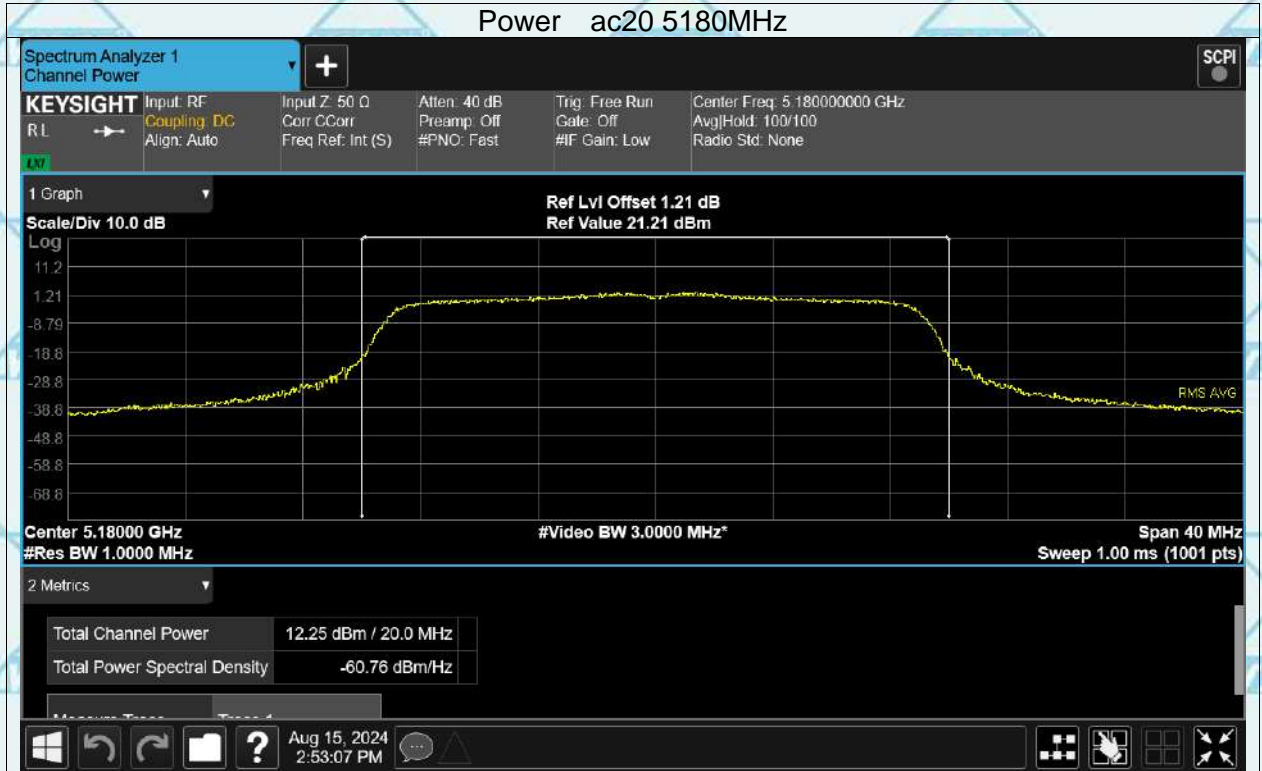 Power ac20 5180MHz
Spectrum Analyzer 1
Channel Power
+
SCPI
KEYSIGHT
RL
LXI
Input: RF
Coupling: DC
Align: Auto
Input Z: 50 Ω
Corr CCorr
Freq Ref: Int (S)
Atten: 40 dB
Preamp: Off
#PNO: Fast
Trig: Free Run
Gate: Off
#IF Gain: Low
Center Freq: 5.180000000 GHz
Avg|Hold: 100/100
Radio Std: None
1 Graph
Scale/Div 10.0 dB
Ref Lvl Offset 1.21 dB
Ref Value 21.21 dBm
Log
11.2
1.21
-8.79
-18.8
-28.8
-38.8
-48.8
-58.8
-68.8
RMS AVG
Center 5.18000 GHz
#Res BW 1.0000 MHz
#Video BW 3.0000 MHz*
Span 40 MHz
Sweep 1.00 ms (1001 pts)
2 Metrics
Total Channel Power 12.25 dBm / 20.0 MHz
Total Power Spectral Density -60.76 dBm/Hz
?
Aug 15, 2024
2:53:07 PM